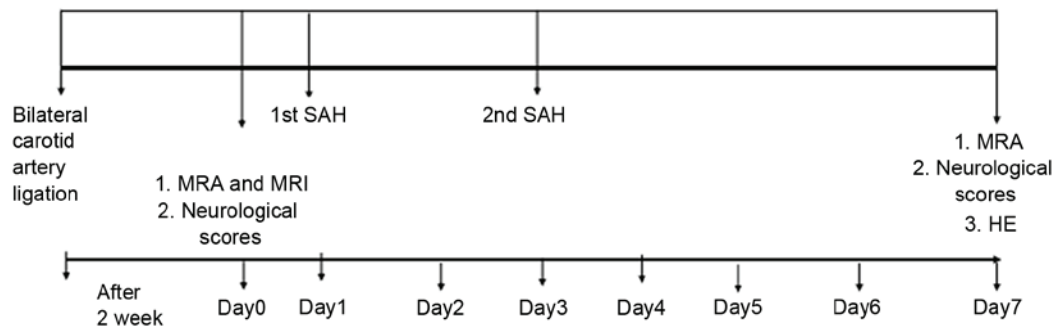 Bilateral
carotid
artery
ligation
1st SAH
2nd SAH
1. MRA and MRI
2. Neurological
scores
1. MRA
2. Neurological
scores
3. HE
After
2 week
Day0
Day1
Day2
Day3
Day4
Day5
Day6
Day7